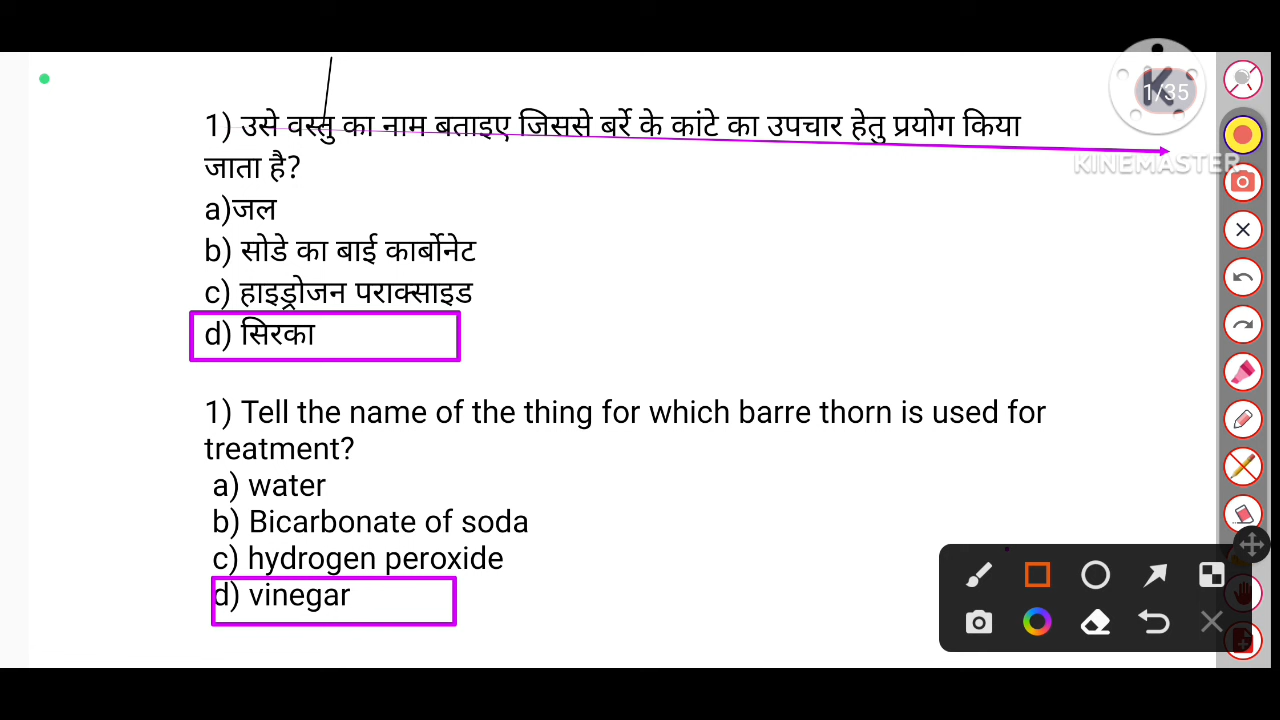 1/35
KINEMASTER
1) उसे वस्तु का नाम बताइए जिससे बर्रे के कांटे का उपचार हेतु प्रयोग किया
जाता है?
a)जल
b) सोडे का बाई कार्बोनेट
c) हाइड्रोजन पराक्साइड
d) सिरका
1) Tell the name of the thing for which barre thorn is used for
treatment?
a) water
b) Bicarbonate of soda
c) hydrogen peroxide
d) vinegar